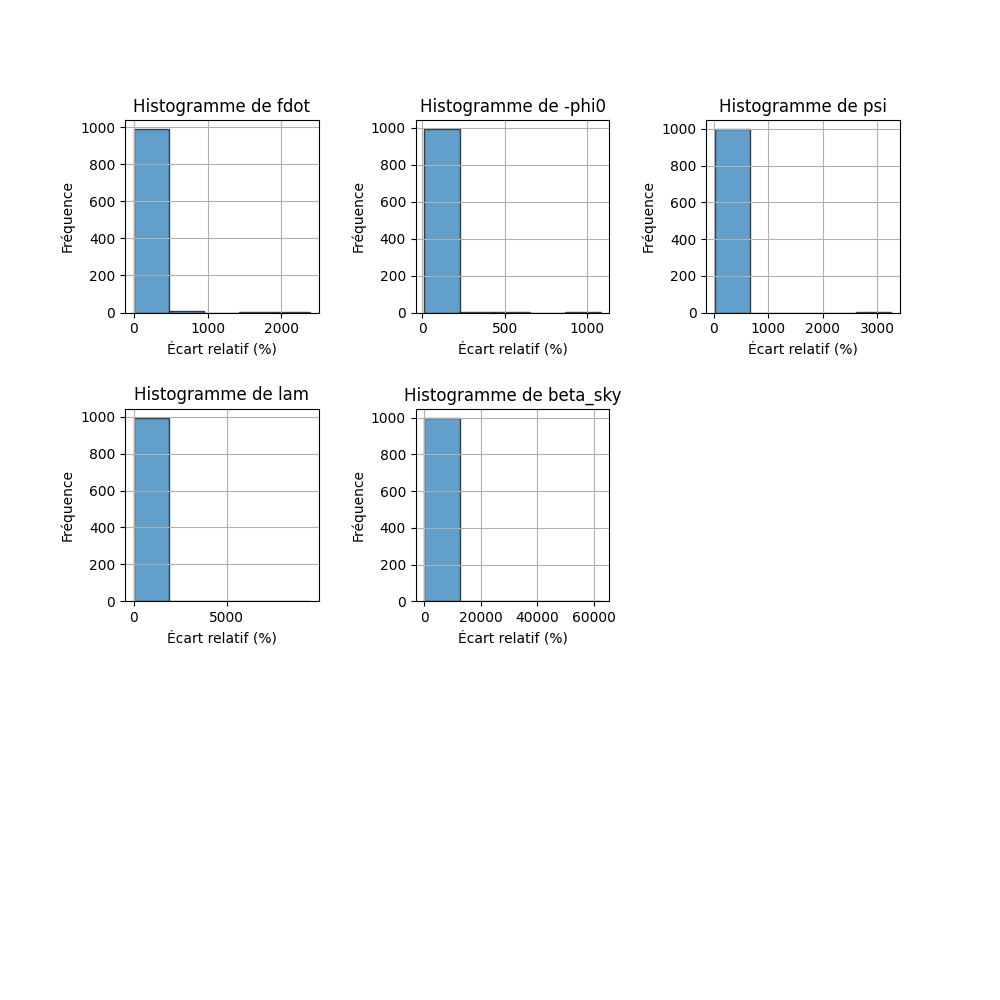 Histogramme de fdot
1000
800
600
400
200
0
Fréquence
0 1000 2000
Écart relatif (%)
Histogramme de -phi0
1000
800
600
400
200
0
Fréquence
0 500 1000
Écart relatif (%)
Histogramme de psi
1000
800
600
400
200
0
Fréquence
0 1000 2000 3000
Écart relatif (%)
Histogramme de lam
1000
800
600
400
200
0
Fréquence
0 5000
Écart relatif (%)
Histogramme de beta_sky
1000
800
600
400
200
0
Fréquence
0 20000 40000 60000
Écart relatif (%)